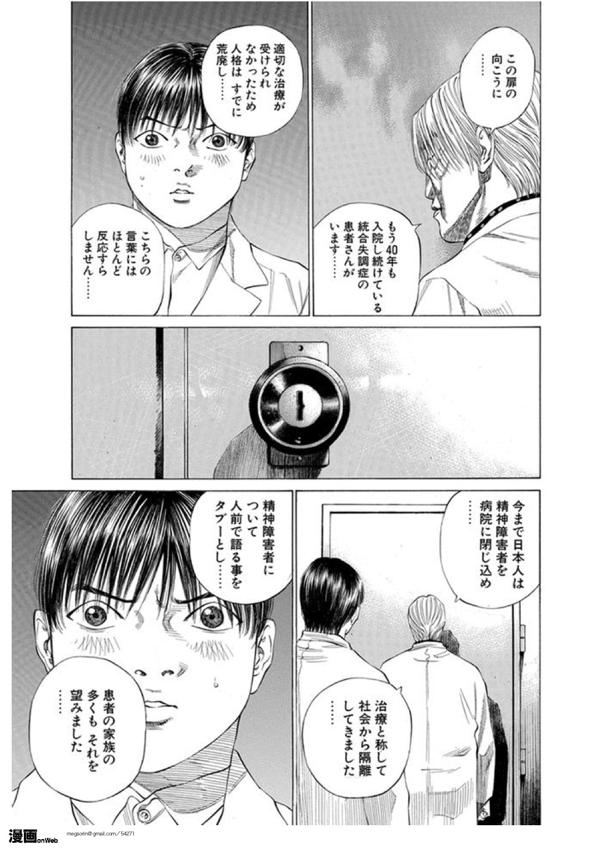 この扉の
向こうに
……
もう40年も
入院し続けている
統合失調症の
患者さんが
います……
適切な治療が
受けられ
なかったため
人格は すでに
荒廃し……
こちらの
言葉には
ほとんど
反応すら
しません……
今まで日本人は
精神障害者を
病院に閉じ込め
……
治療と称して
社会から隔離
してきました
精神障害者に
ついて
人前で語る事を
タブーとし……
患者の家族の
多くも それを
望みました
……
漫画onWeb
megaorin@gmail.com/54271